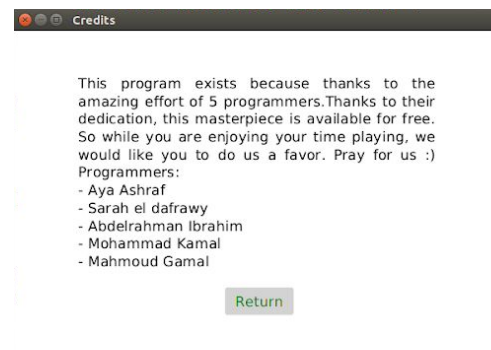 Credits
This program exists because thanks to the
amazing effort of 5 programmers.Thanks to their
dedication, this masterpiece is available for free.
So while you are enjoying your time playing, we
would like you to do us a favor. Pray for us :)
Programmers:
- Aya Ashraf
- Sarah el dafrawy
- Abdelrahman Ibrahim
- Mohammad Kamal
- Mahmoud Gamal
Return